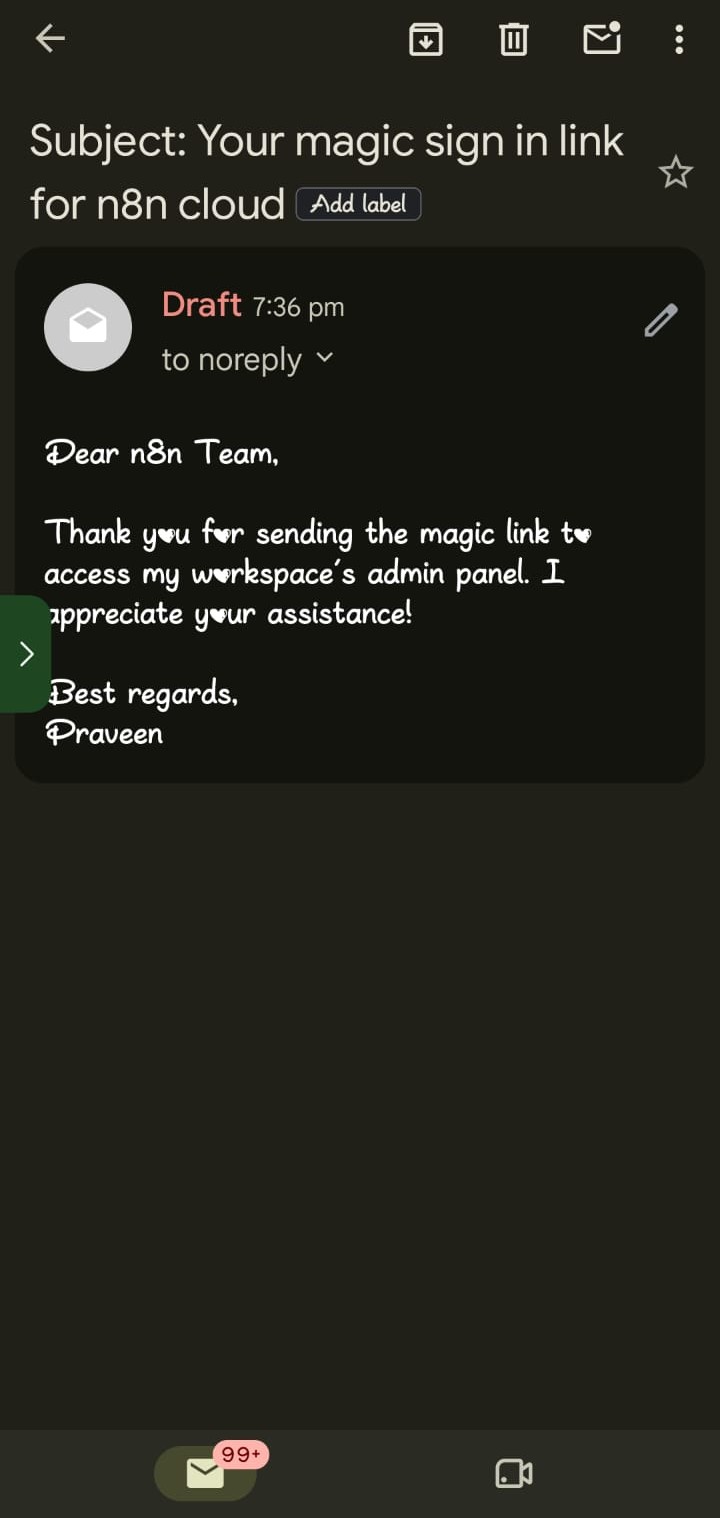 Subject: Your magic sign in link
for n8n cloud Add label
Draft 7:36 pm
to noreply
Dear n8n Team,
Thank you for sending the magic link to
access my workspace's admin panel. I
appreciate your assistance!
Best regards,
Praveen
99+